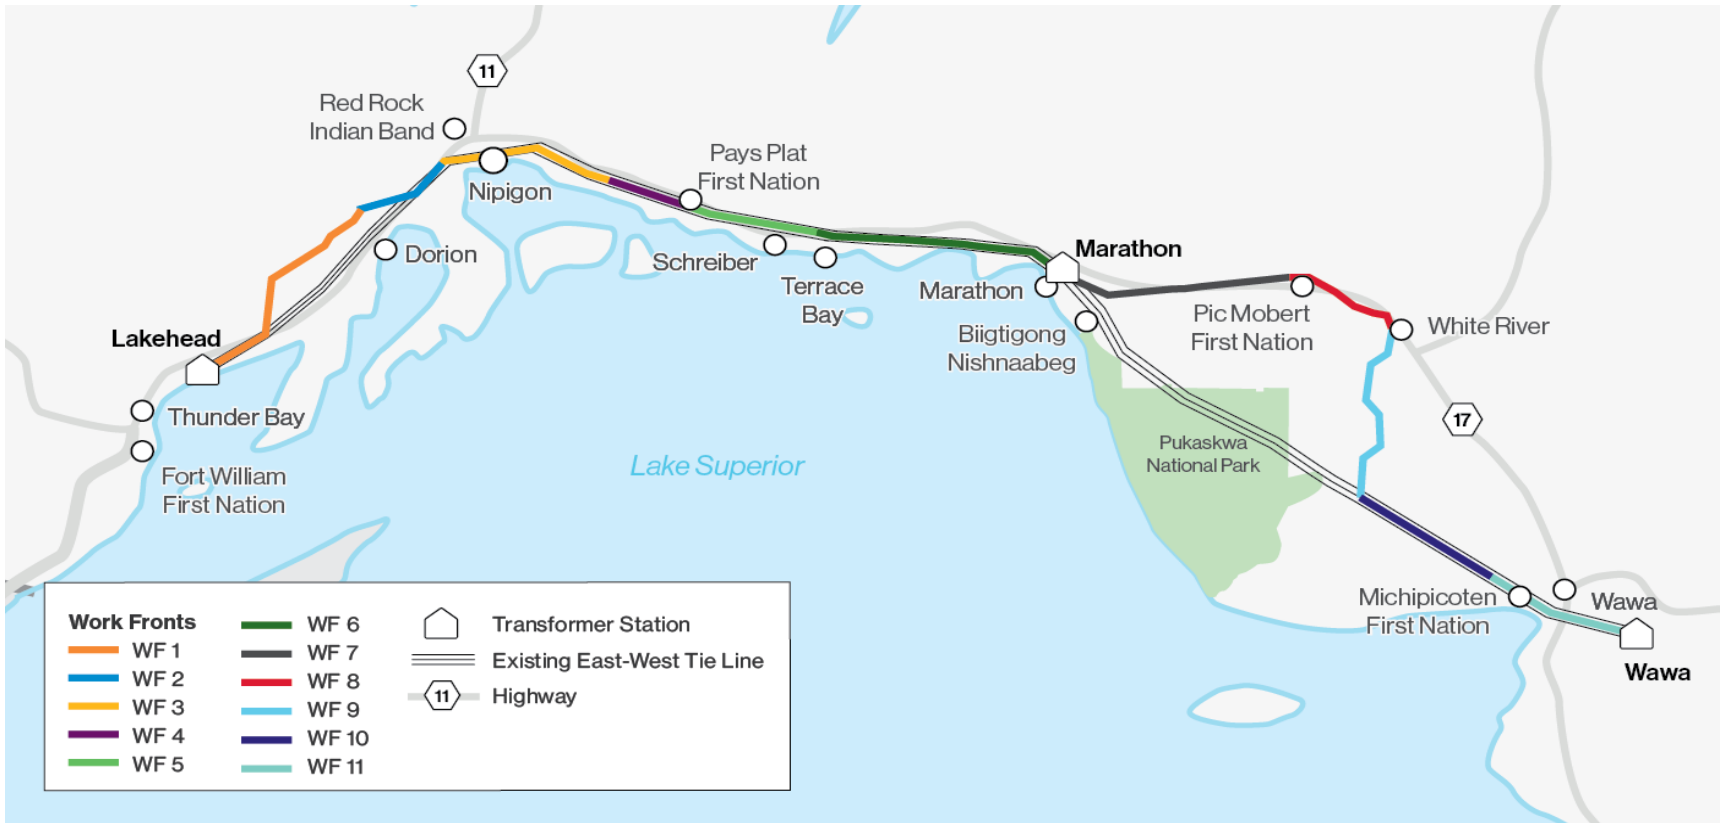 11
Red Rock
Indian Band
Nipigon
Pays Plat
First Nation
Dorion
Schreiber
Terrace
Bay
Marathon
Marathon
Biigtigong
Nishnaabeg
Pic Mobert
First Nation
White River
17
Lakehead
Thunder Bay
Fort William
First Nation
Lake Superior
Pukaskwa
National Park
Michipicoten
First Nation
Wawa
Wawa
Work Fronts
WF 1
WF 2
WF 3
WF 4
WF 5
WF 6
WF 7
WF 8
WF 9
WF 10
WF 11
Transformer Station
Existing East-West Tie Line
11
Highway